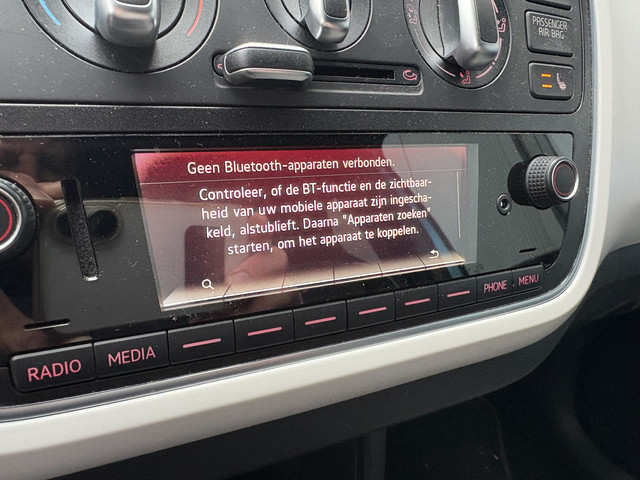 PASSENGER
AIR BAG
Geen Bluetooth-apparaten verbonden.
Controleer, of de BT-functie en de zichtbaar-
heid van uw mobiele apparaat zijn ingescha-
keld, alstublieft. Daarna "Apparaten zoeken"
starten, om het apparaat te koppelen.
RADIO
MEDIA
PHONE
MENU